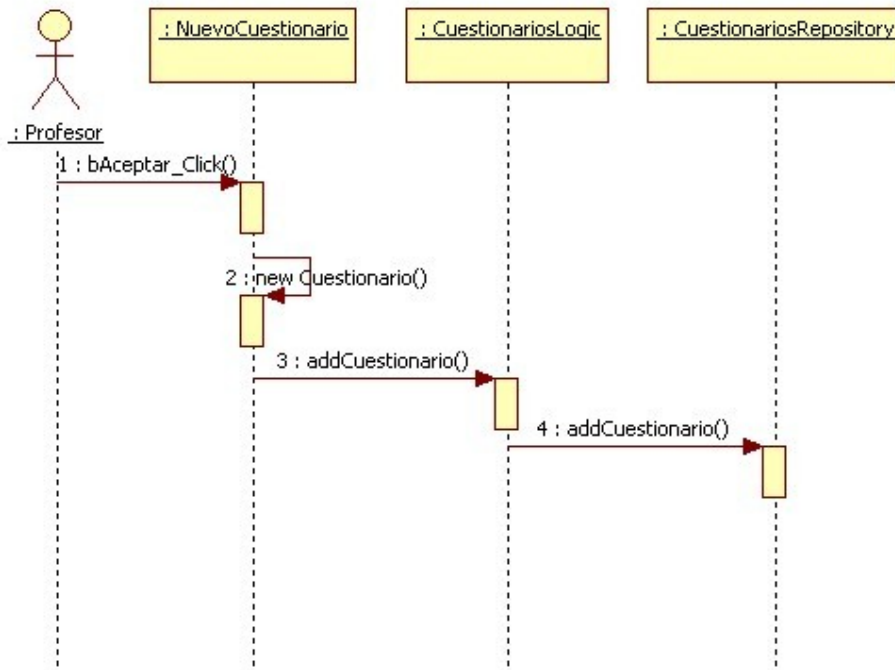 : NuevoCuestionario
: CuestionariosLogic
: CuestionariosRepository
: Profesor
1 : bAceptar_Click()
2 : new Cuestionario()
3 : addCuestionario()
4 : addCuestionario()